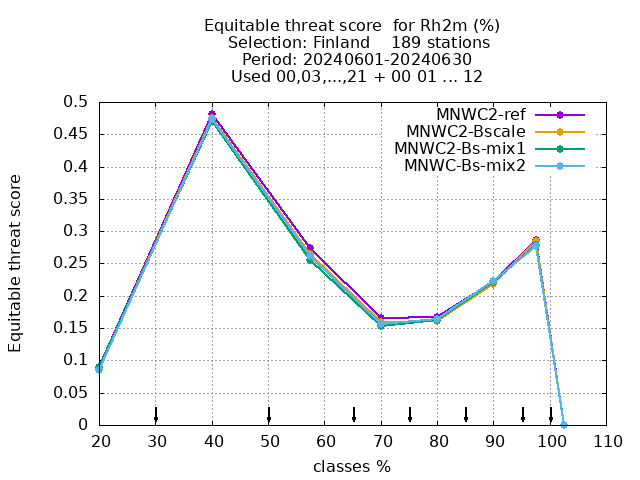 Equitable threat score  for Rh2m (%)
Selection: Finland    189 stations
Period: 20240601-20240630
Used 00,03,...,21 + 00 01 ... 12
MNWC2-ref
MNWC2-Bscale
MNWC2-Bs-mix1
MNWC-Bs-mix2
Equitable threat score
0.5
0.45
0.4
0.35
0.3
0.25
0.2
0.15
0.1
0.05
0
20 30 40 50 60 70 80 90 100 110
classes %